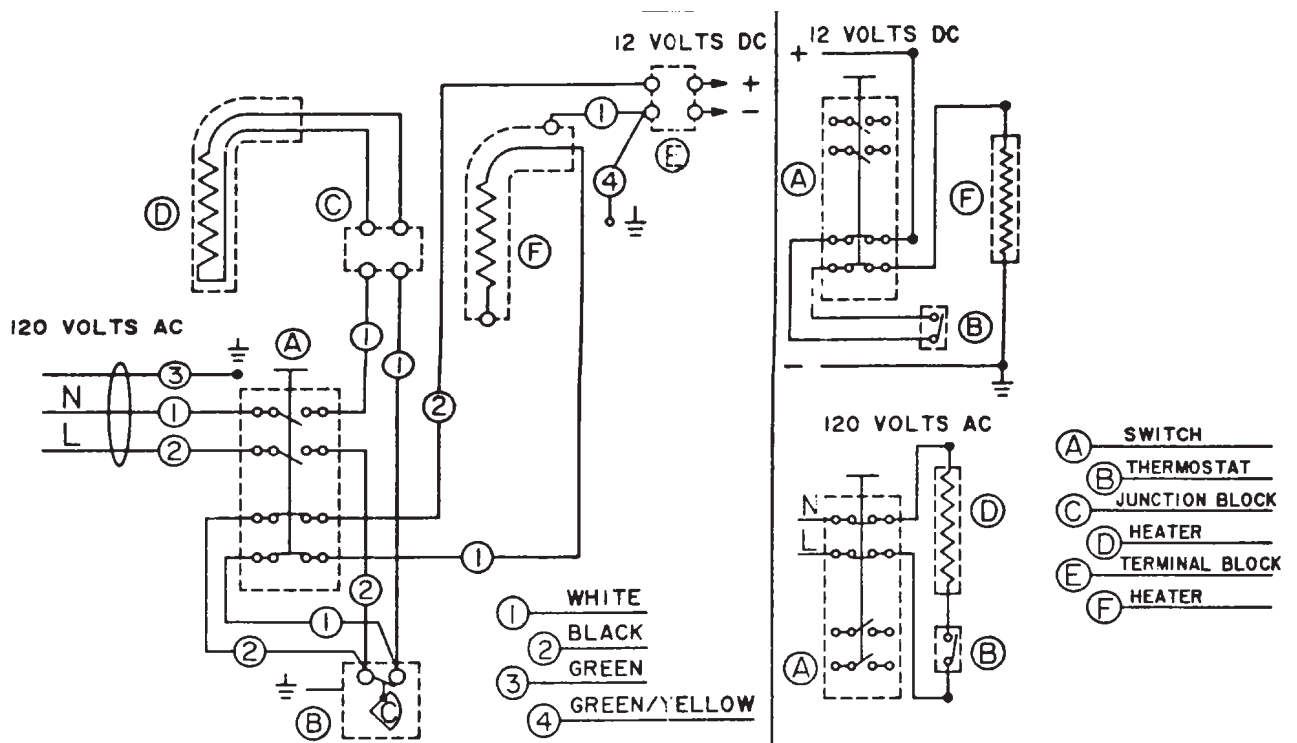 12 VOLTS DC
+
-
1
E
4
D
C
F
120 VOLTS AC
A
1
1
3
N
1
L
2
2
1
2
1
2
C
B
1 WHITE
2 BLACK
3 GREEN
4 GREEN/YELLOW
+ 12 VOLTS DC
A
F
B
-
120 VOLTS AC
N
L
D
A
B
A SWITCH
B THERMOSTAT
C JUNCTION BLOCK
D HEATER
E TERMINAL BLOCK
F HEATER